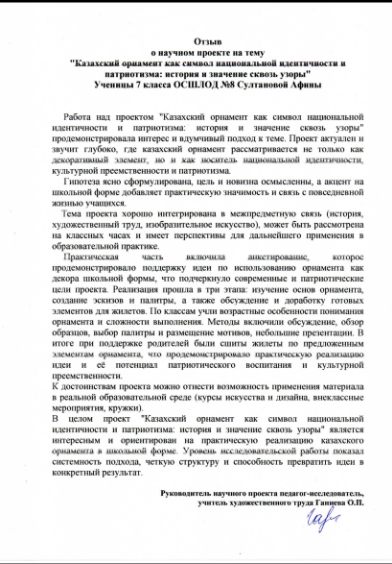 Отзыв
о научном проекте на тему
"Казахский орнамент как символ национальной идентичности и
патриотизма: история и значение сквозь узоры"
Ученицы 7 класса ОСШЛОД №8 Султановой Афины
Работа над проектом "Казахский орнамент как символ национальной
идентичности и патриотизма: история и значение сквозь узоры"
продемонстрировала интерес и вдумчивый подход к теме. Проект актуален и
звучит глубоко, где казахский орнамент рассматривается не только как
декоративный элемент, но и как носитель национальной идентичности,
культурной преемственности и патриотизма.
Гипотеза ясно сформулирована, цель и новизна осмысленны, а акцент на
школьной форме добавляет практическую значимость и связь с повседневной
жизнью учащихся.
Тема проекта хорошо интегрирована в межпредметную связь (история,
художественный труд, изобразительное искусство), может быть рассмотрена
на классных часах и имеет перспективы для дальнейшего применения в
образовательной практике.
Практическая часть включила анкетирование, которое
продемонстрировало поддержку идеи по использованию орнамента как
декора школьной формы, что подчеркнуло современные и патриотические
цели проекта. Реализация прошла в три этапа: изучение основ орнамента,
создание эскизов и палитры, а также обсуждение и доработку готовых
элементов для жилетов. По классам учли возрастные особенности понимания
орнамента и сложности выполнения. Методы включили обсуждение, обзор
образов, выбор палитры и размещение мотивов, небольшие презентации. В
итоге при поддержке родителей были сшиты жилеты по предложенным
элементам орнамента, что продемонстрировало практическую реализацию
идеи и её потенциал патриотического воспитания и культурной
преемственности.
К достоинствам проекта можно отнести возможность применения материала
в реальной образовательной среде (курсы искусства и дизайна, внеклассные
мероприятия, кружки).
В целом проект "Казахский орнамент как символ национальной
идентичности и патриотизма: история и значение сквозь узоры" является
интересным и ориентирован на практическую реализацию казахского
орнамента в школьной форме. Уровень исследовательской работы показал
системность подхода, четкую структуру и способность превратить идеи в
конкретный результат.
Руководитель научного проекта педагог-исследователь,
учитель художественного труда Ганиева О.П.